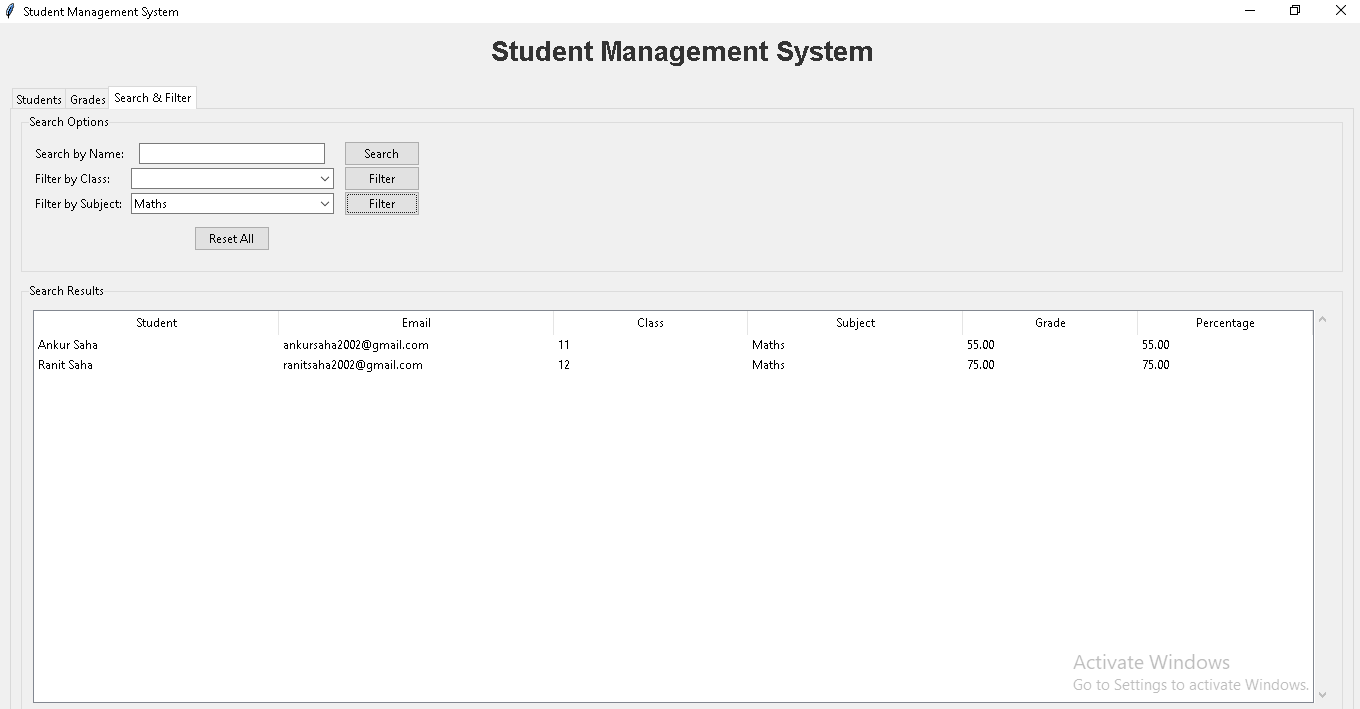 Student Management System
Student Management System
Students Grades Search & Filter
Search Options
Search by Name: Search
Filter by Class: Filter
Filter by Subject: Maths Filter
Reset All
Search Results
Student Email Class Subject Grade Percentage
Ankur Saha ankursaha2002@gmail.com 11 Maths 55.00 55.00
Ranit Saha ranitsaha2002@gmail.com 12 Maths 75.00 75.00
Activate Windows
Go to Settings to activate Windows.